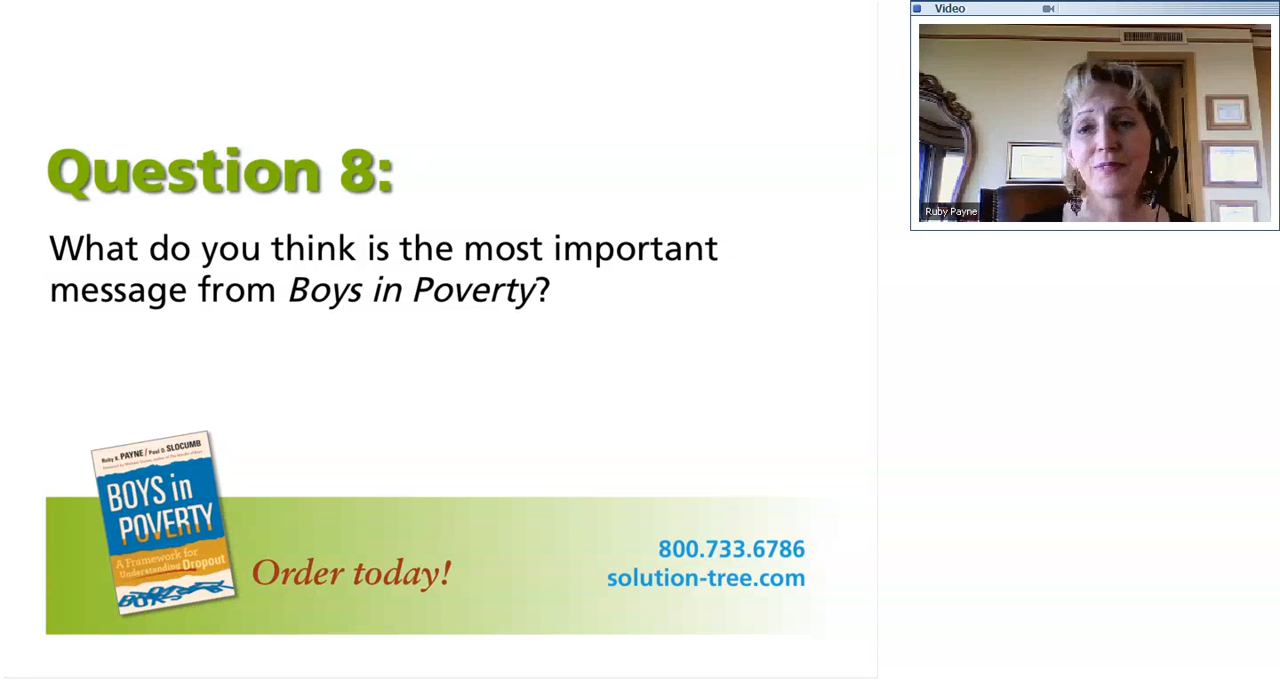 Video
Ruby Payne
Question 8:
What do you think is the most important
message from Boys in Poverty?
Ruby K. PAYNE / Paul D. SLOCUMB
BOYS in
POVERTY
A Framework for
Understanding Dropout
Order today!
800.733.6786
solution-tree.com